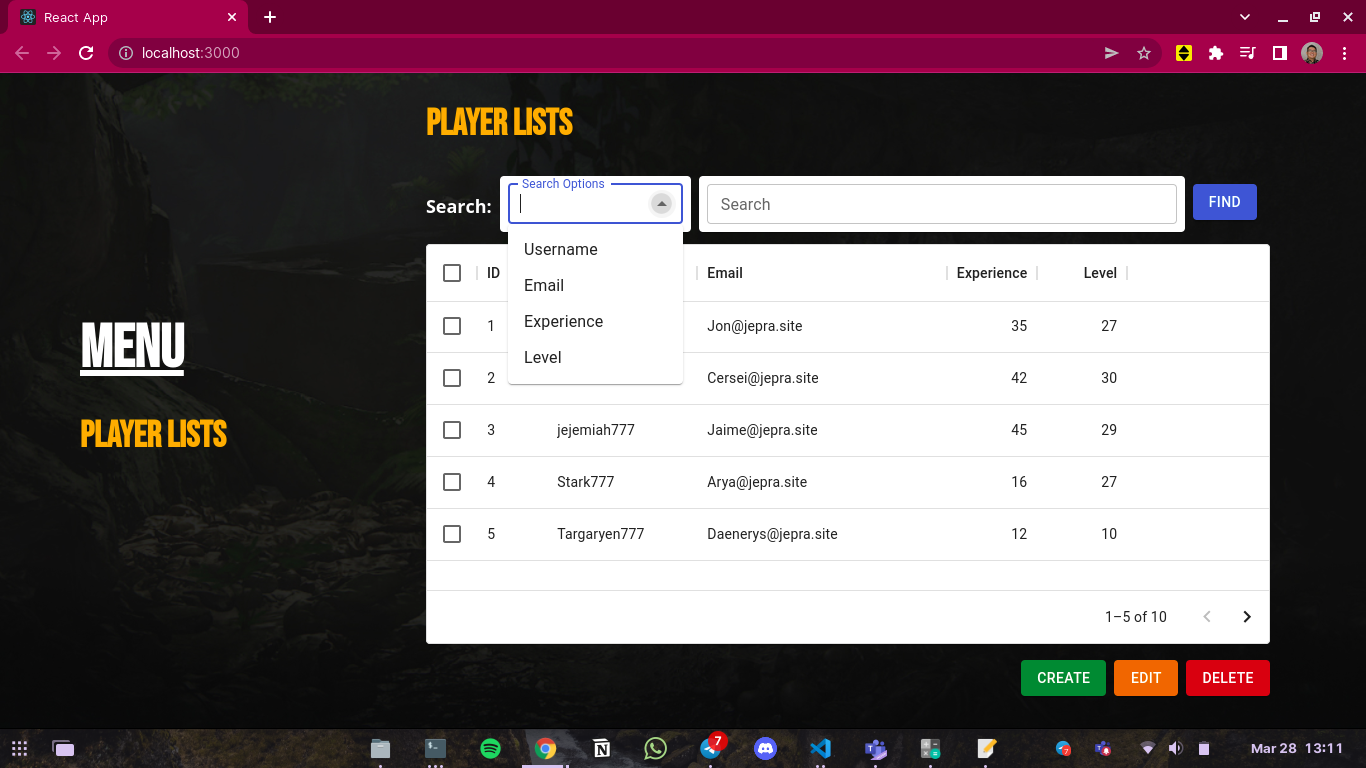 React App
localhost:3000
PLAYER LISTS
Search:
Search Options
Search
FIND
Username
Email
Experience
Level
ID Email Experience Level
1 Jon@jepra.site 35 27
2 Cersei@jepra.site 42 30
3 jejemiah777 Jaime@jepra.site 45 29
4 Stark777 Arya@jepra.site 16 27
5 Targaryen777 Daenerys@jepra.site 12 10
1–5 of 10
CREATE EDIT DELETE
MENU
PLAYER LISTS
7
Mar 28 13:11